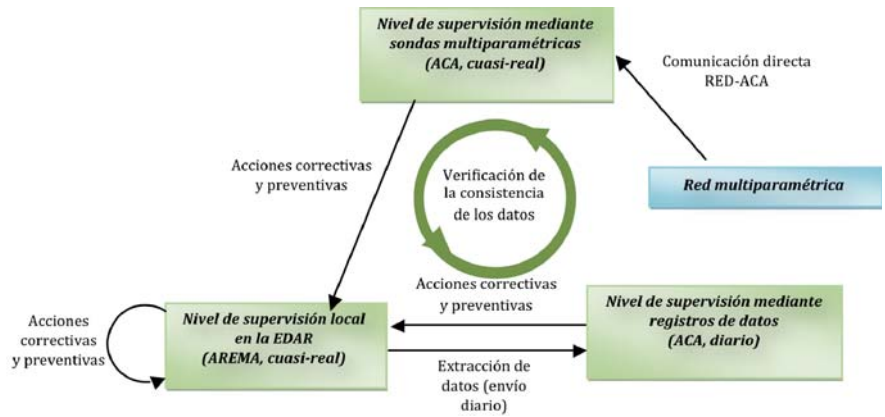 Nivel de supervisión mediante
sondas multiparamétricas
(ACA, cuasi-real)
Comunicación directa
RED-ACA
Acciones correctivas
y preventivas
Verificación de
la consistencia
de los datos
Red multiparamétrica
Acciones correctivas
y preventivas
Nivel de supervisión local
en la EDAR
(AREMA, cuasi-real)
Acciones correctivas
y preventivas
Nivel de supervisión mediante
registros de datos
(ACA, diario)
Extracción de
datos (envío
diario)